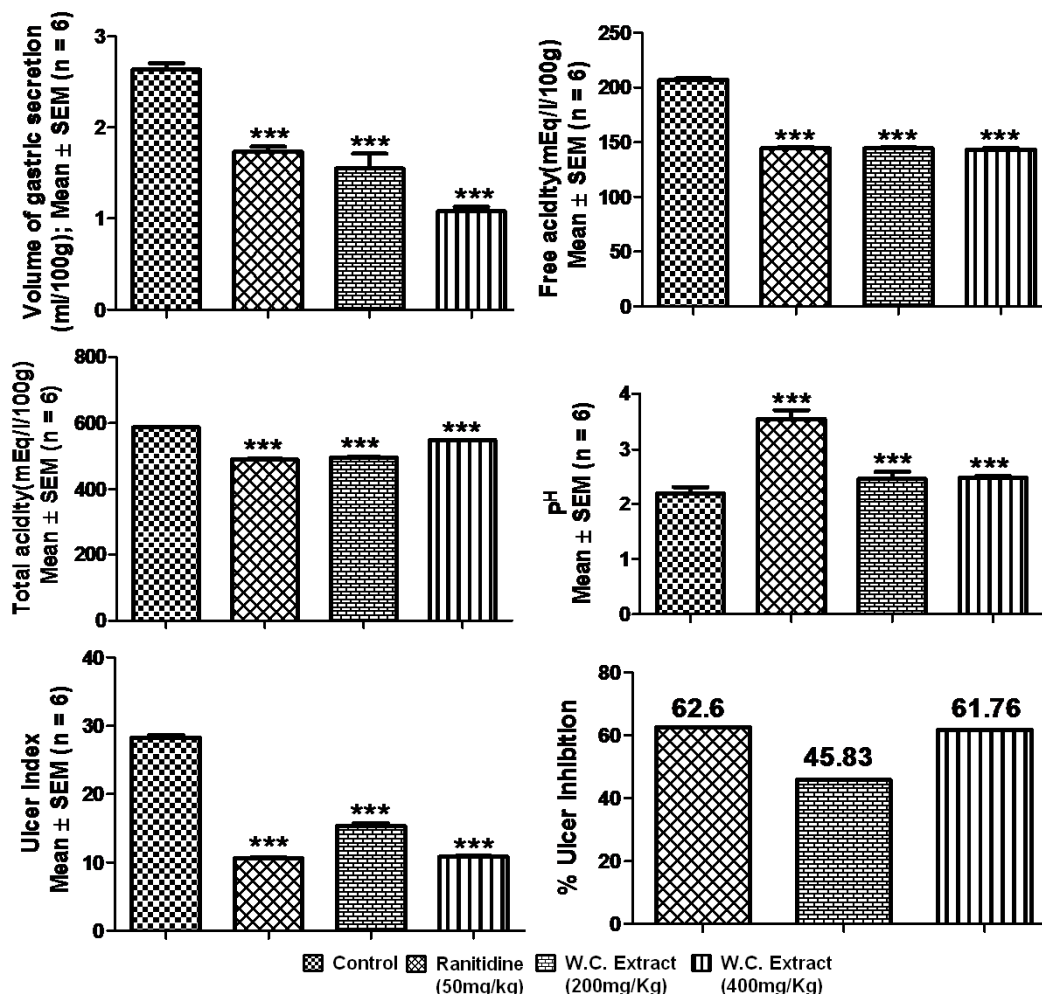 Volume of gastric secretion
(ml/100g); Mean ± SEM (n = 6)
3
2
1
0
***
***
***
Free acidity(mEq/l/100g)
Mean ± SEM (n = 6)
250
200
150
100
50
0
***
***
***
Total acidity(mEq/l/100g)
Mean ± SEM (n = 6)
800
600
400
200
0
***
***
***
P^H
Mean ± SEM (n = 6)
4
3
2
1
0
***
***
***
Ulcer Index
Mean ± SEM (n = 6)
40
30
20
10
0
***
***
***
% Ulcer Inhibition
80
60
40
20
0
62.6
45.83
61.76
Control
Ranitidine
(50mg/kg)
W.C. Extract
(200mg/Kg)
W.C. Extract
(400mg/Kg)